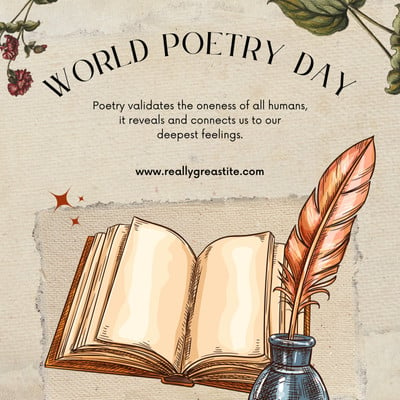 WORLD POETRY DAY
Poetry validates the oneness of all humans,
it reveals and connects us to our
deepest feelings.
www.reallygreastite.com